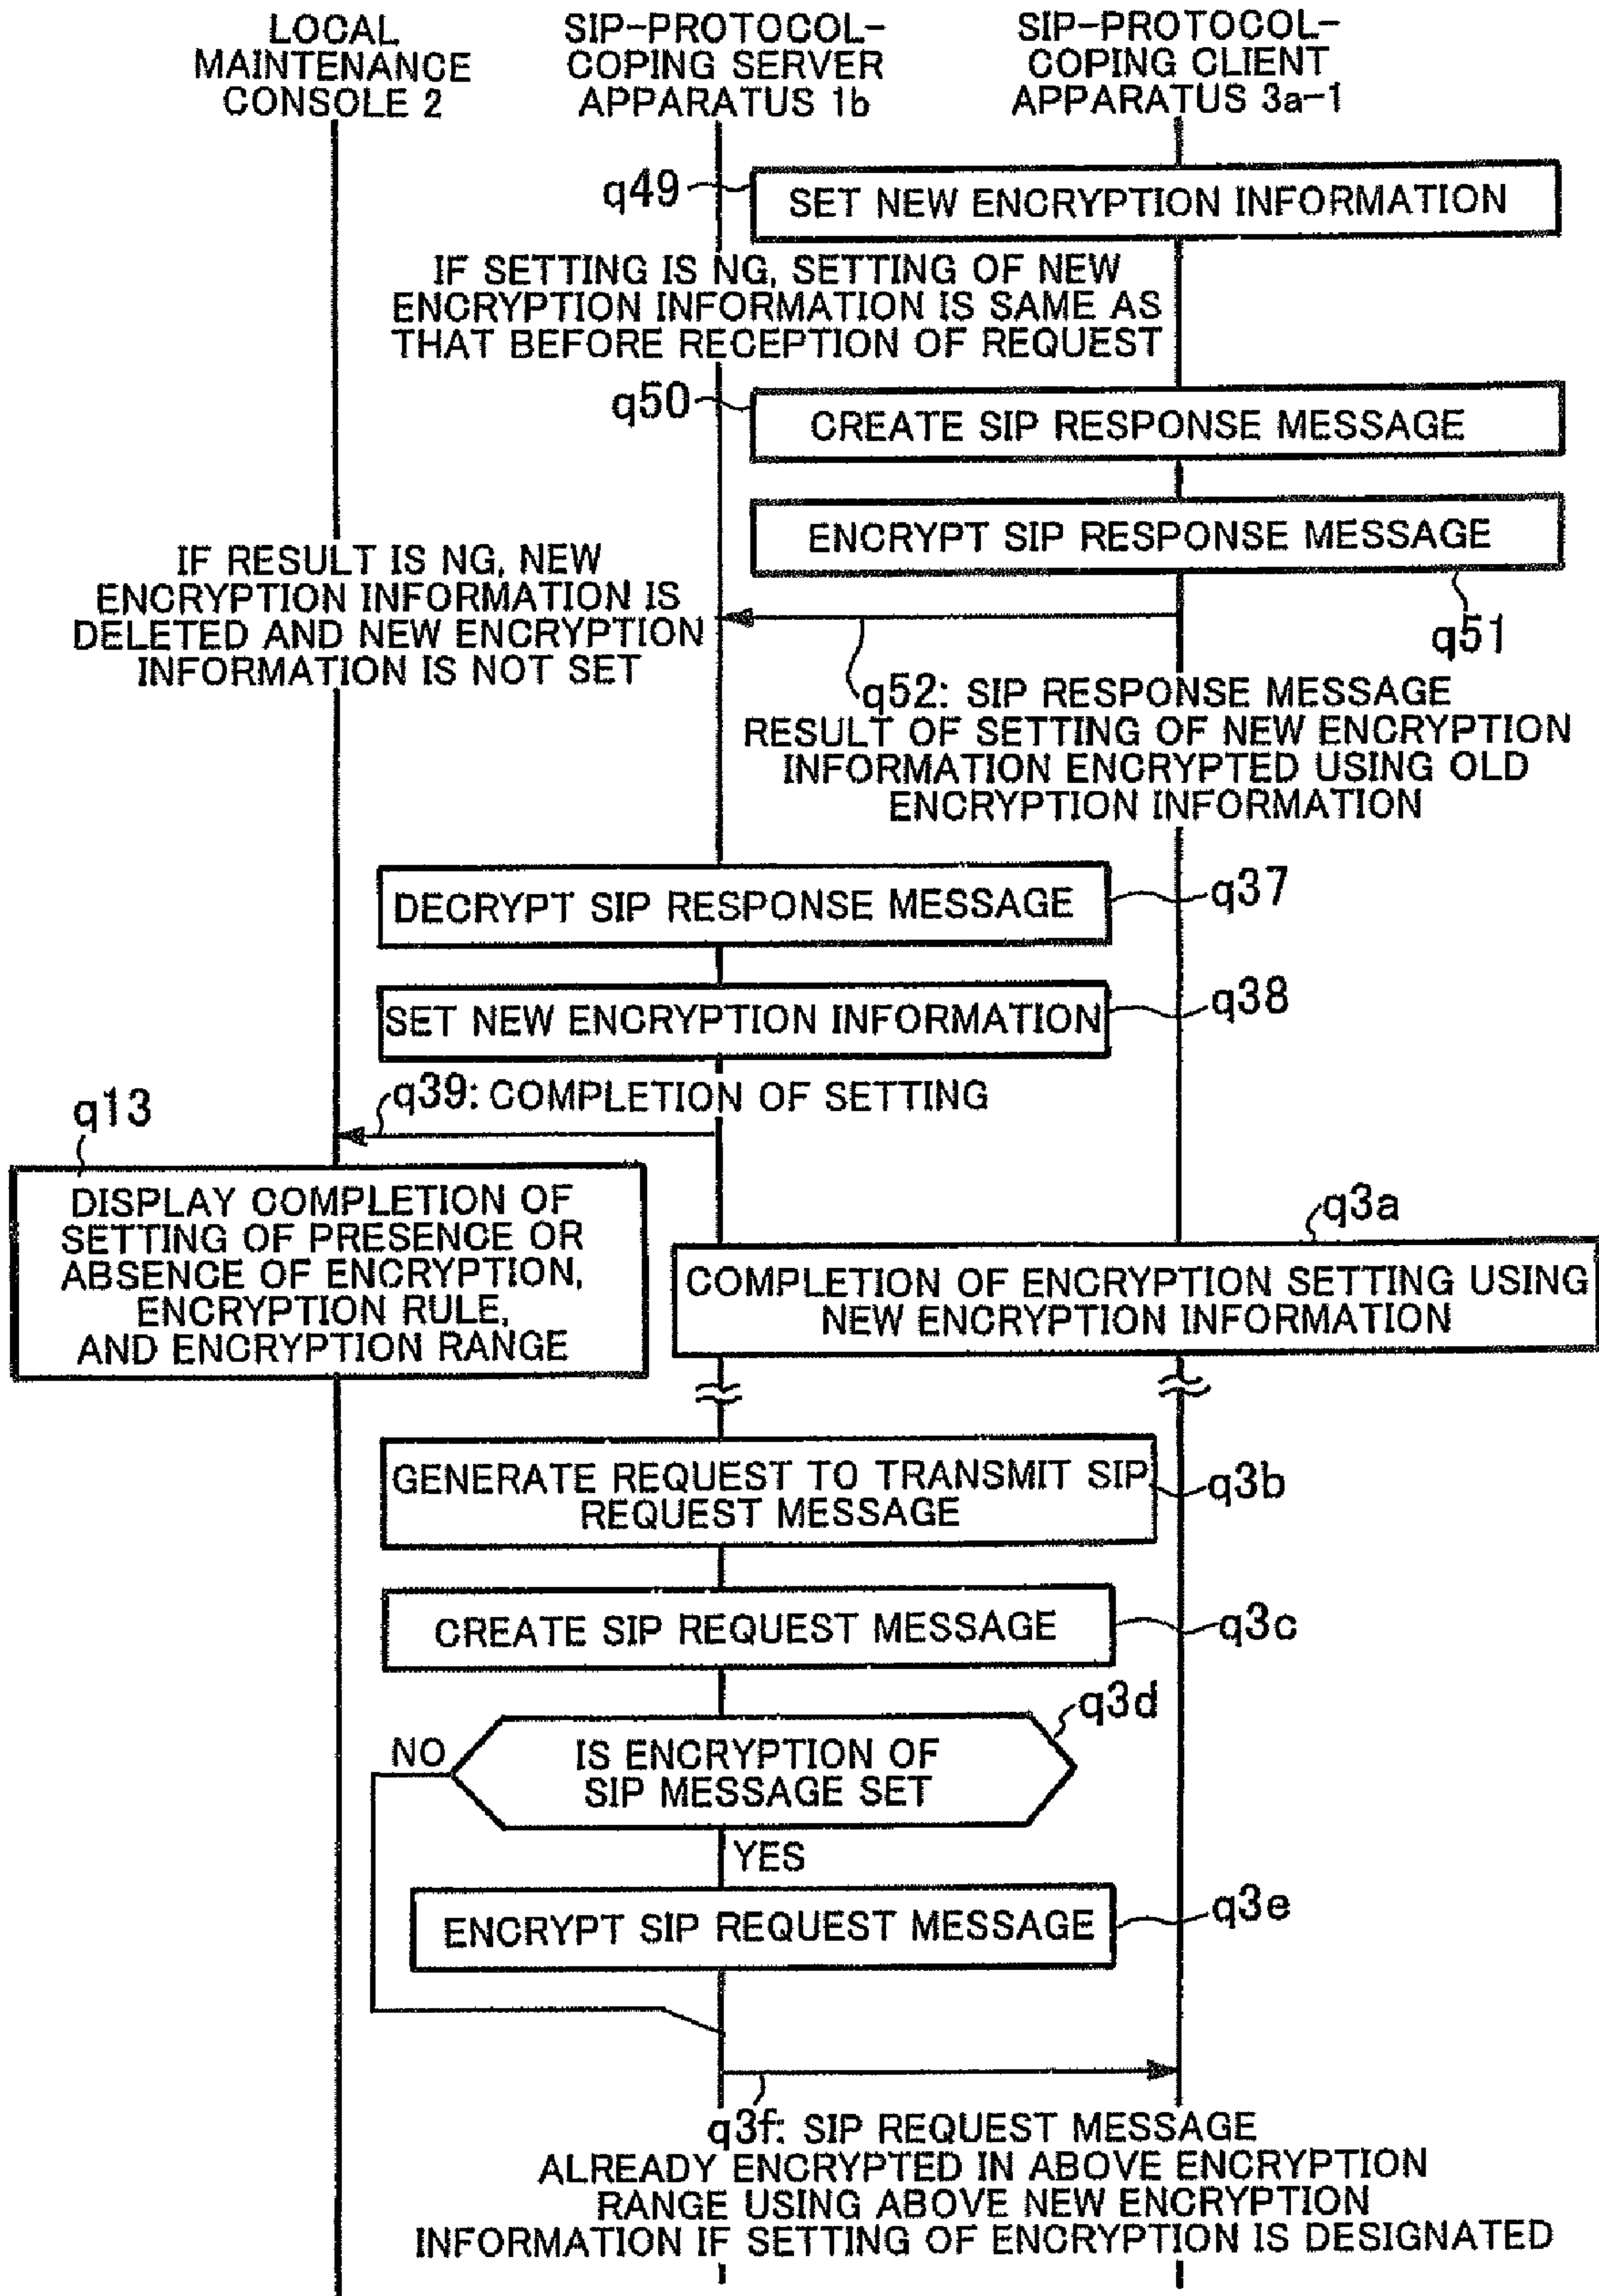 LOCAL
MAINTENANCE
CONSOLE 2
SIP-PROTOCOL-
COPING SERVER
APPARATUS 1b
SIP-PROTOCOL-
COPING CLIENT
APPARATUS 3a-1
q49
SET NEW ENCRYPTION INFORMATION
IF SETTING IS NG, SETTING OF NEW
ENCRYPTION INFORMATION IS SAME AS
THAT BEFORE RECEPTION OF REQUEST
q50
CREATE SIP RESPONSE MESSAGE
ENCRYPT SIP RESPONSE MESSAGE
q51
IF RESULT IS NG, NEW
ENCRYPTION INFORMATION IS
DELETED AND NEW ENCRYPTION
INFORMATION IS NOT SET
q52: SIP RESPONSE MESSAGE
RESULT OF SETTING OF NEW ENCRYPTION
INFORMATION ENCRYPTED USING OLD
ENCRYPTION INFORMATION
DECRYPT SIP RESPONSE MESSAGE
q37
SET NEW ENCRYPTION INFORMATION
q38
q39: COMPLETION OF SETTING
q13
DISPLAY COMPLETION OF
SETTING OF PRESENCE OR
ABSENCE OF ENCRYPTION,
ENCRYPTION RULE,
AND ENCRYPTION RANGE
q3a
COMPLETION OF ENCRYPTION SETTING USING
NEW ENCRYPTION INFORMATION
GENERATE REQUEST TO TRANSMIT SIP
REQUEST MESSAGE
q3b
CREATE SIP REQUEST MESSAGE
q3c
q3d
NO
IS ENCRYPTION OF
SIP MESSAGE SET
YES
ENCRYPT SIP REQUEST MESSAGE
q3e
q3f: SIP REQUEST MESSAGE
ALREADY ENCRYPTED IN ABOVE ENCRYPTION
RANGE USING ABOVE NEW ENCRYPTION
INFORMATION IF SETTING OF ENCRYPTION IS DESIGNATED